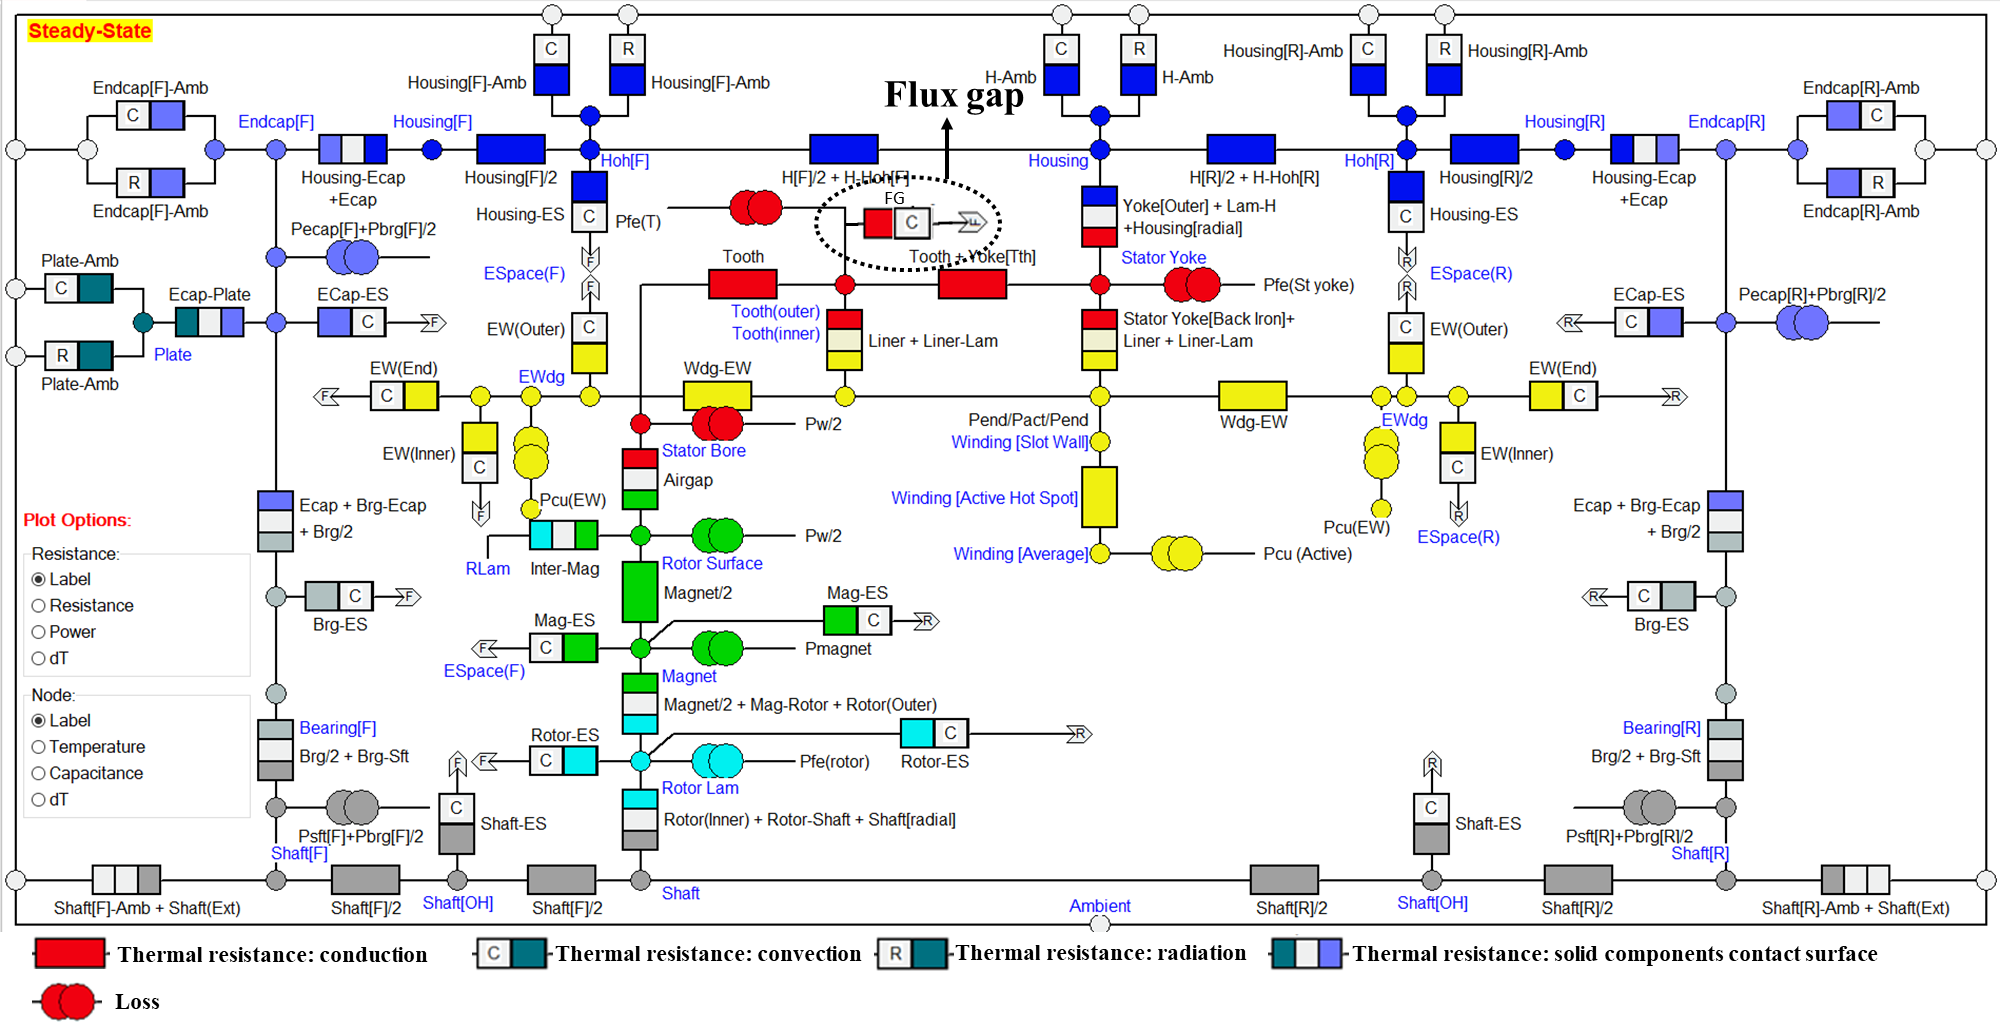 Steady-State
C
R
C
R
C
R
Housing[F]-Amb
Housing[F]-Amb
H-Amb
H-Amb
Housing[R]-Amb
Housing[R]-Amb
Flux gap
Endcap[F]-Amb
C
R
Endcap[F]-Amb
Endcap[F]
Housing[F]
Housing-Ecap
+Ecap
Housing[F]/2
Hoh[F]
H[F]/2 + H-Hoh[F]
Housing
H[R]/2 + H-Hoh[R]
Hoh[R]
Housing[R]/2
Housing[R]
Housing-Ecap
+Ecap
Endcap[R]
Endcap[R]-Amb
C
R
Endcap[R]-Amb
Housing-ES
C
F
ESpace(F)
F
Pfe(T)
FG
C
F
Yoke[Outer] + Lam-H
+Housing[radial]
C
Housing-ES
R
ESpace(R)
R
Pecap[F]+Pbrg[F]/2
Plate-Amb
C
R
Plate-Amb
Ecap-Plate
Plate
ECap-ES
C
F
Tooth
Tooth + Yoke[Tth]
Stator Yoke
Pfe(St yoke)
Tooth(outer)
Tooth(inner)
Liner + Liner-Lam
Stator Yoke[Back Iron]+
Liner + Liner-Lam
EW(Outer)
C
C
EW(Outer)
ECap-ES
R
C
Pecap[R]+Pbrg[R]/2
F
EW(End)
C
EWdg
Wdg-EW
Wdg-EW
EWdg
EW(End)
C
R
EW(Inner)
C
F
Pcu(EW)
Pw/2
Stator Bore
Airgap
Pend/Pact/Pend
Winding [Slot Wall]
Winding [Active Hot Spot]
Winding [Average]
Pcu (Active)
Pcu(EW)
EW(Inner)
C
R
ESpace(R)
RLam
Inter-Mag
Pw/2
Rotor Surface
Magnet/2
Mag-ES
C
R
Mag-ES
F
C
ESpace(F)
Pmagnet
Magnet
Magnet/2 + Mag-Rotor + Rotor(Outer)
Rotor-ES
F
C
Pfe(rotor)
C
R
Rotor-ES
Rotor Lam
Rotor(Inner) + Rotor-Shaft + Shaft[radial]
Plot Options:
Resistance:
Label
Resistance
Power
dT
Node:
Label
Temperature
Capacitance
dT
Ecap + Brg-Ecap
+ Brg/2
C
F
Brg-ES
Bearing[F]
Brg/2 + Brg-Sft
Psft[F]+Pbrg[F]/2
F
C
Shaft-ES
Ecap + Brg-Ecap
+ Brg/2
R
C
Brg-ES
Bearing[R]
Brg/2 + Brg-Sft
Psft[R]+Pbrg[R]/2
R
C
Shaft-ES
Shaft[F]
Shaft[F]-Amb + Shaft(Ext)
Shaft[F]/2
Shaft[OH]
Shaft[F]/2
Shaft
Ambient
Shaft[R]/2
Shaft[OH]
Shaft[R]/2
Shaft[R]
Shaft[R]-Amb + Shaft(Ext)
Thermal resistance: conduction
C
Thermal resistance: convection
R
Thermal resistance: radiation
Thermal resistance: solid components contact surface
Loss